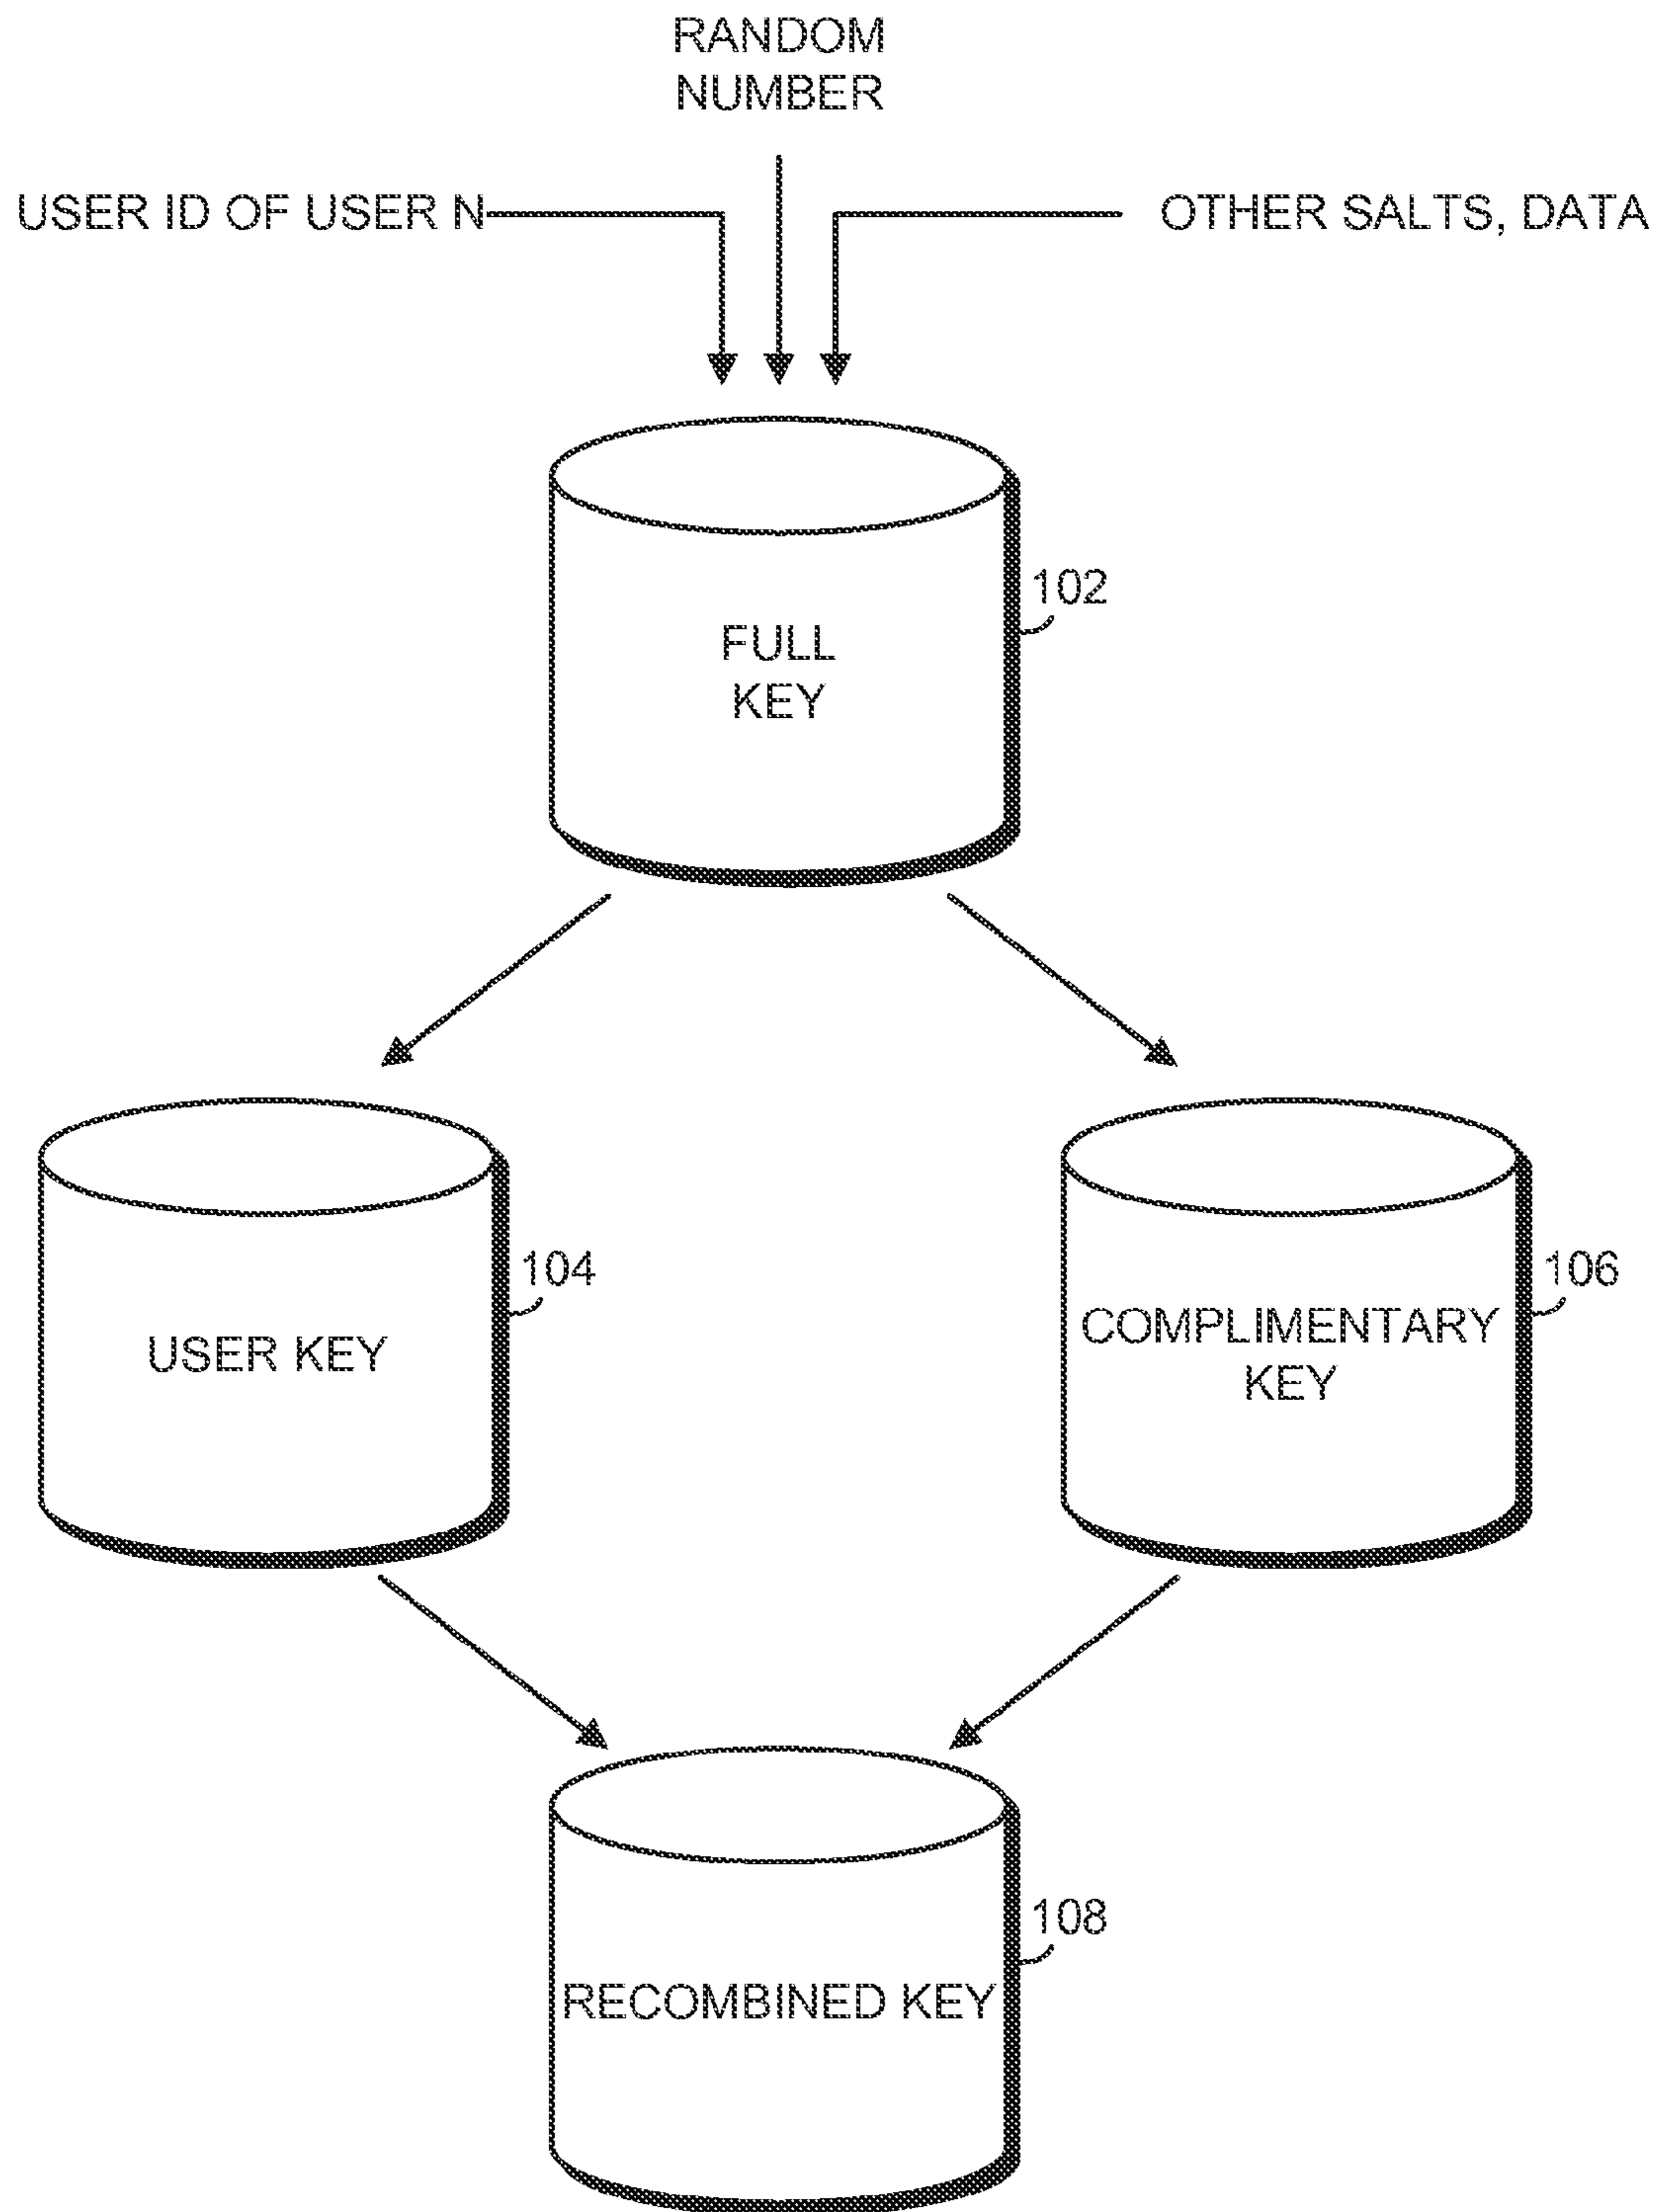 RANDOM
NUMBER
USER ID OF USER N
OTHER SALTS, DATA
102
FULL
KEY
104
USER KEY
106
COMPLIMENTARY
KEY
108
RECOMBINED KEY